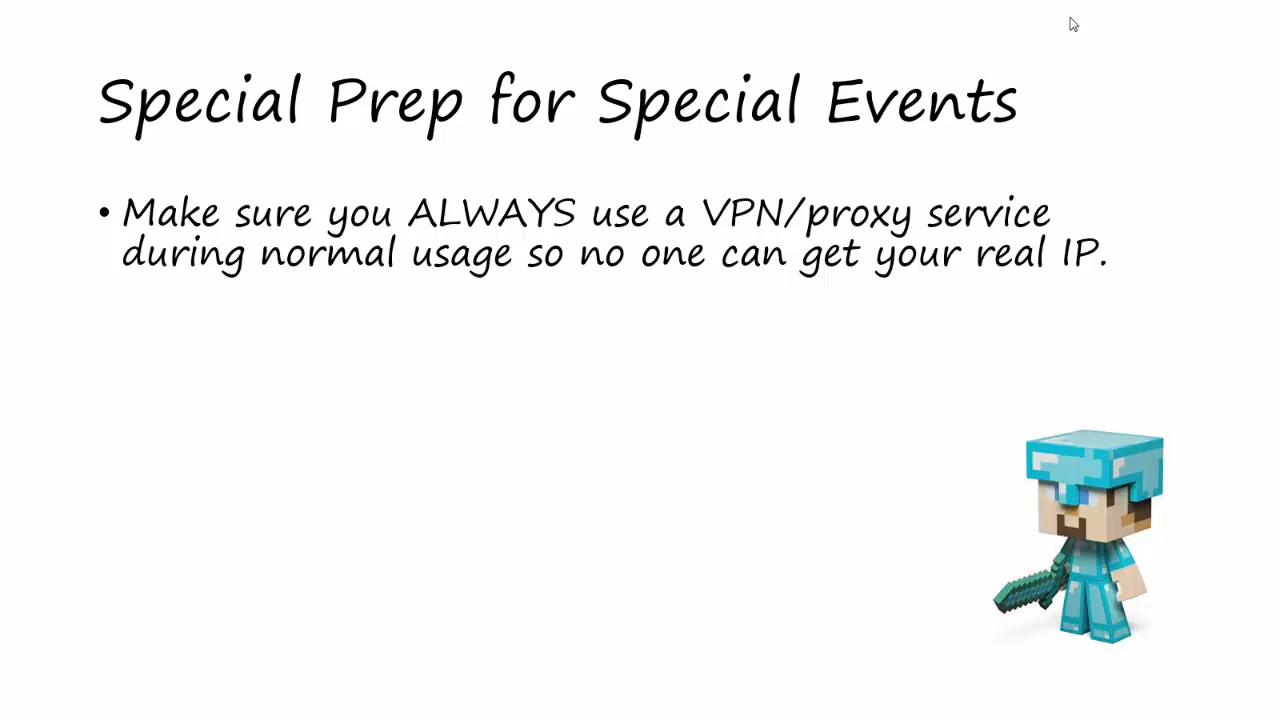 Special Prep for Special Events
• Make sure you ALWAYS use a VPN/proxy service
during normal usage so no one can get your real IP.